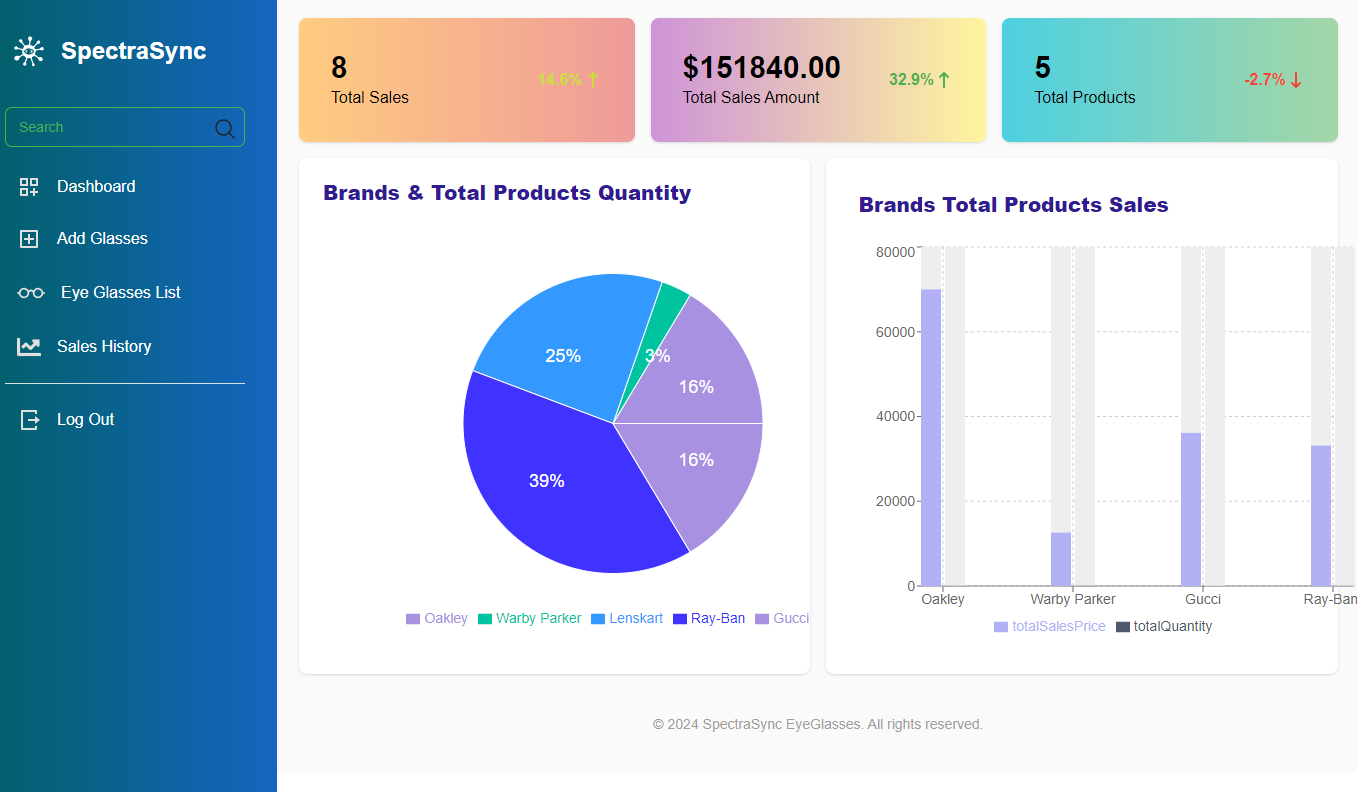 SpectraSync
Search
Dashboard
Add Glasses
Eye Glasses List
Sales History
Log Out
8
Total Sales
14.6%
$151840.00
Total Sales Amount
32.9%
5
Total Products
-2.7%
Brands & Total Products Quantity
25%
3%
16%
16%
39%
Oakley Warby Parker Lenskart Ray-Ban Gucci
Brands Total Products Sales
80000
60000
40000
20000
0
Oakley Warby Parker Gucci Ray-Ban
totalSalesPrice totalQuantity
© 2024 SpectraSync EyeGlasses. All rights reserved.